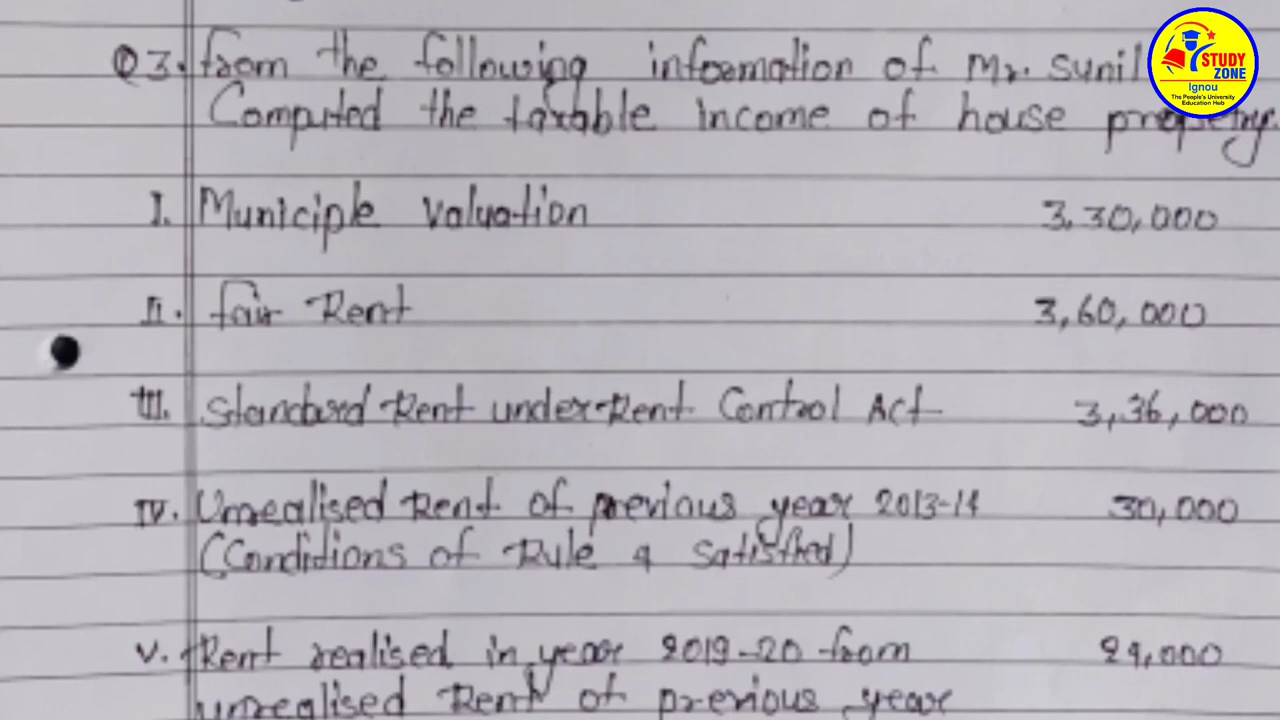 Q3. From the following information of Mr. Sunil
Computed the taxable income of house property.
I. Municiple Valuation 3,30,000
II. Fair Rent 3,60,000
III. Standard Rent under Rent Control Act 3,36,000
IV. Unrealised Rent of previous year 2013-14 30,000
(Conditions of Rule 4 Satisfied)
V. Rent realised in year 2019-20 from 24,000
unrealised Rent of previous year
STUDY
ZONE
Ignou
The People's University
Education Hub